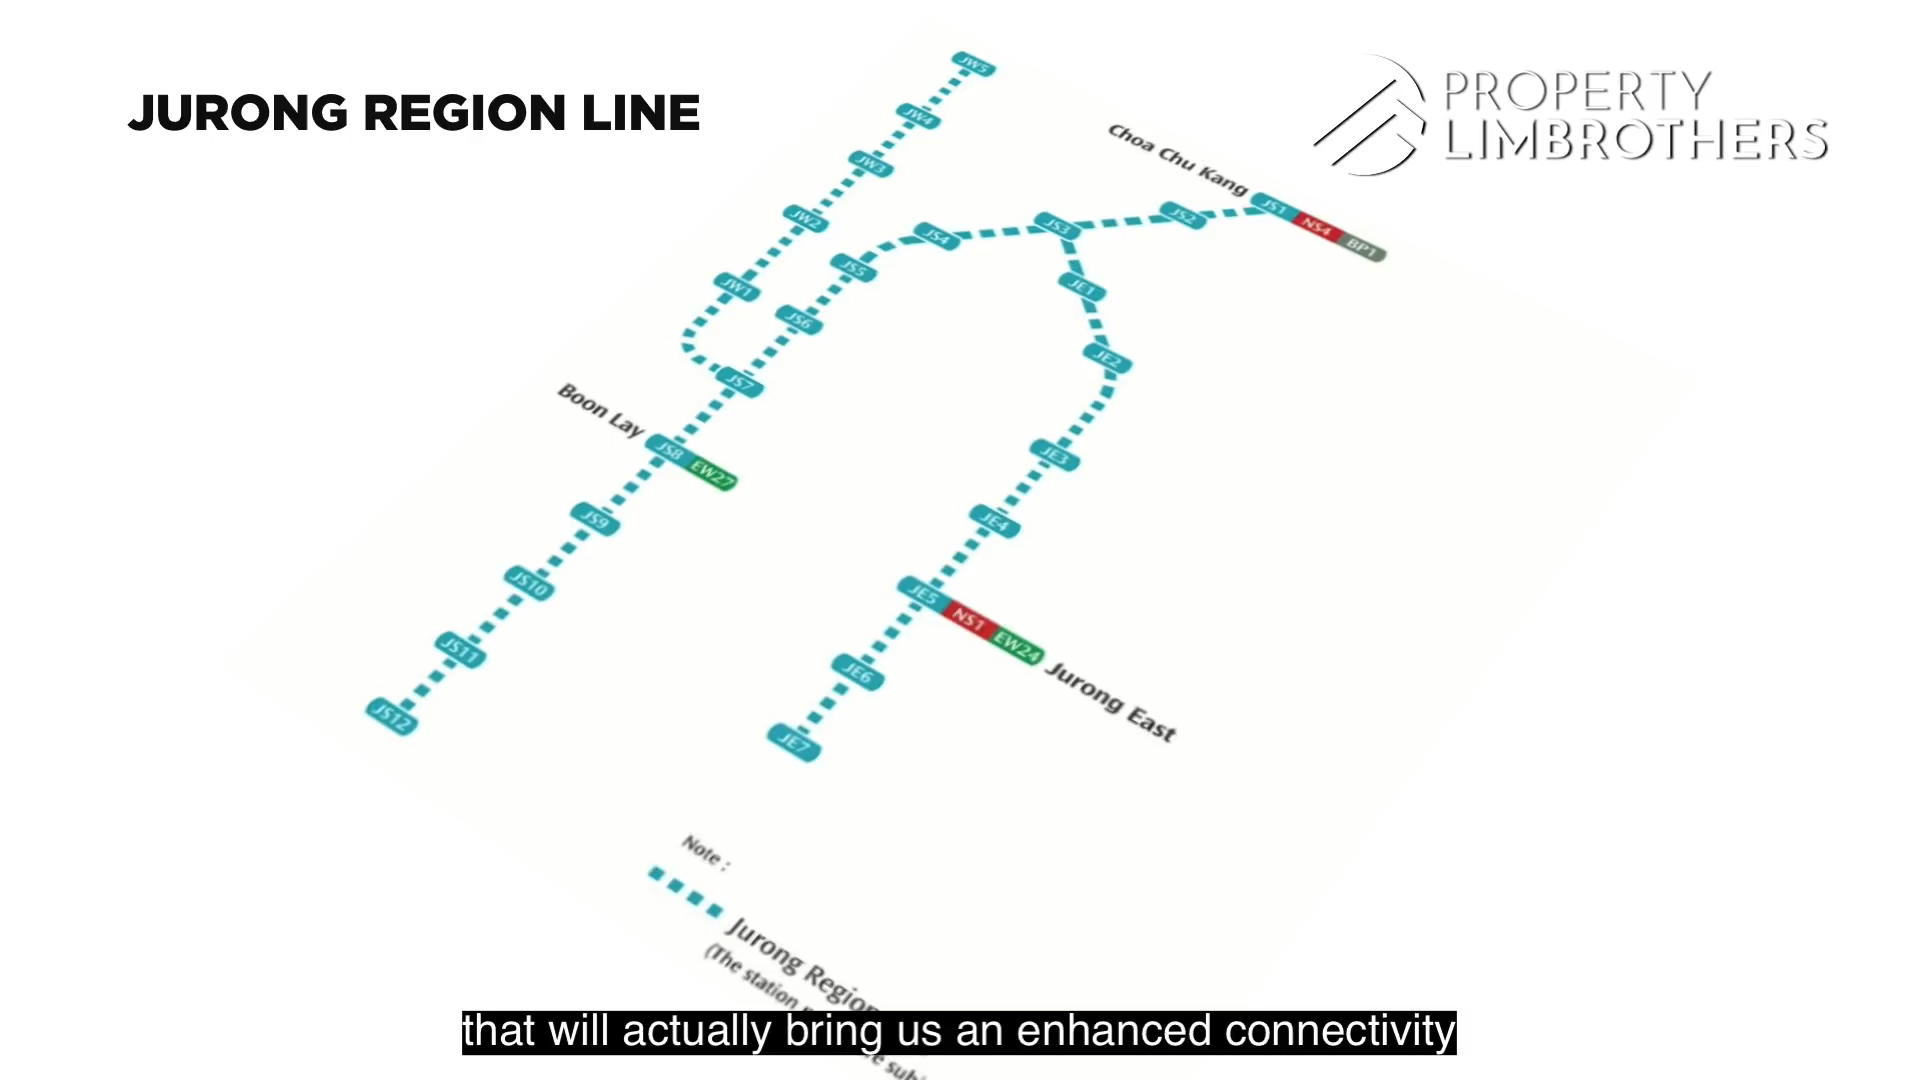 JURONG REGION LINE
PROPERTY
LIMBROTHERS
JW5
JW4
JW3
JW2
JW1
Choa Chu Kang
JS1 NS4 BP1
JS2
JS3
JS4
JS5
JS6
JS7
JE1
JE2
JE3
JE4
Boon Lay
JS8 EW27
JS9
JS10
JS11
JS12
JE5 NS1 EW24
Jurong East
JE6
JE7
Note :
Jurong Region
(The station
that will actually bring us an enhanced connectivity